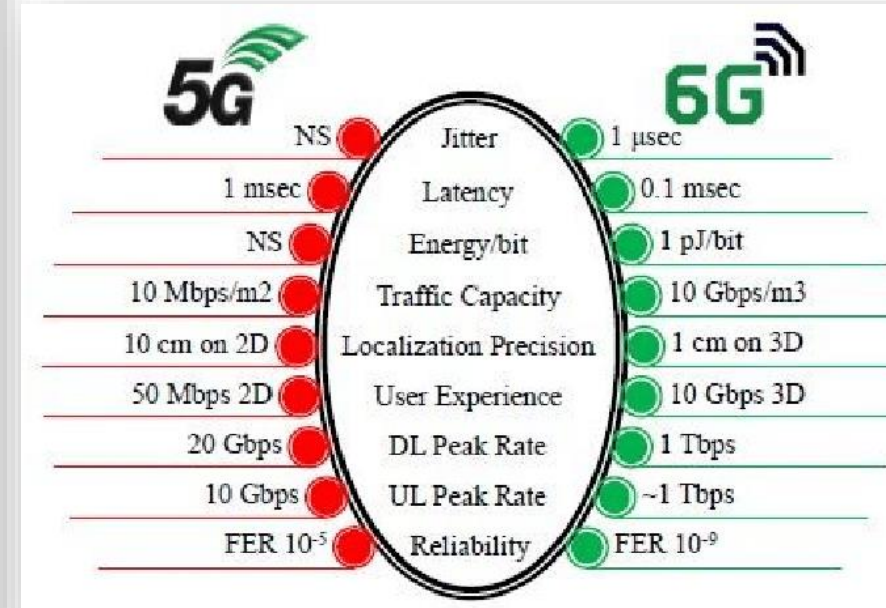 5G 6G
NS Jitter 1 μsec
1 msec Latency 0.1 msec
NS Energy/bit 1 pJ/bit
10 Mbps/m2 Traffic Capacity 10 Gbps/m3
10 cm on 2D Localization Precision 1 cm on 3D
50 Mbps 2D User Experience 10 Gbps 3D
20 Gbps DL Peak Rate 1 Tbps
10 Gbps UL Peak Rate ~1 Tbps
FER 10⁻⁵ Reliability FER 10⁻⁹